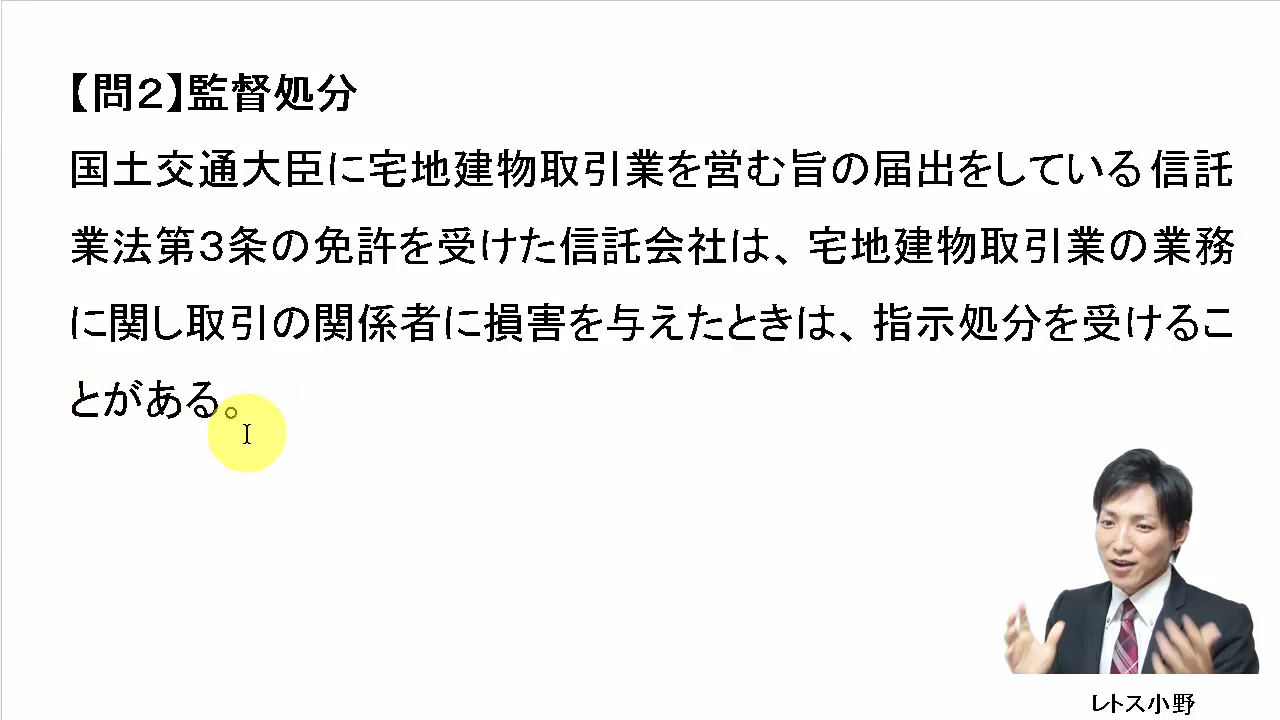 【問２】監督処分
国土交通大臣に宅地建物取引業を営む旨の届出をしている信託
業法第３条の免許を受けた信託会社は、宅地建物取引業の業務
に関し取引の関係者に損害を与えたときは、指示処分を受けるこ
とがある。
レトス小野